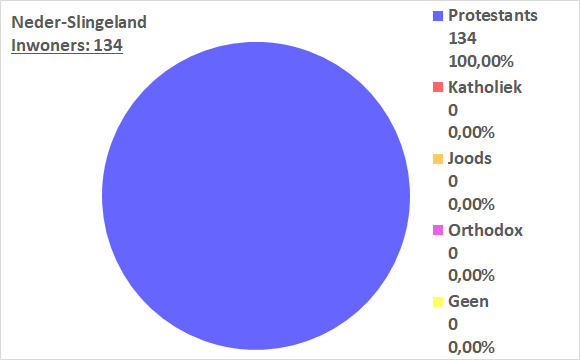 Neder-Slingeland
Inwoners: 134
Protestants
134
100,00%
Katholiek
0
0,00%
Joods
0
0,00%
Orthodox
0
0,00%
Geen
0
0,00%